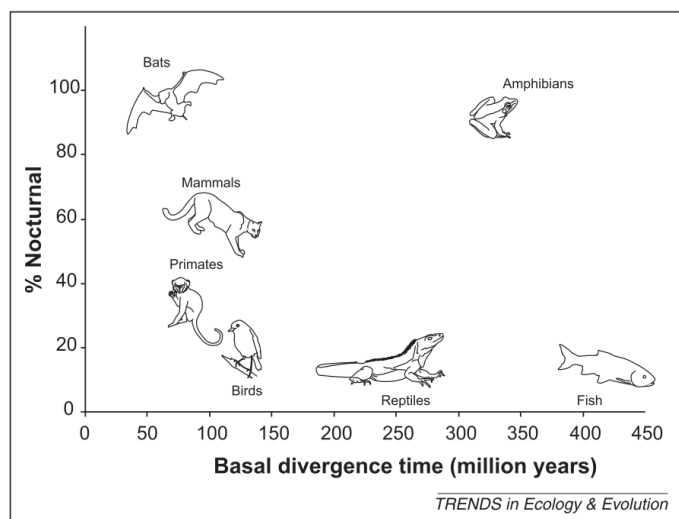 Bats
Amphibians
Mammals
Primates
Birds
Reptiles
Fish
% Nocturnal
100
80
60
40
20
0
0 50 100 150 200 250 300 350 400 450
Basal divergence time (million years)
TRENDS in Ecology & Evolution